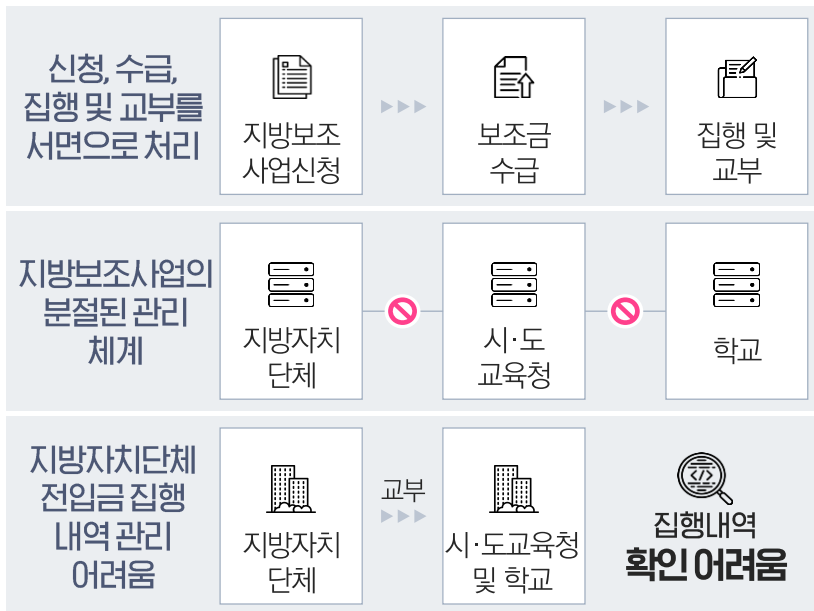 신청, 수급,
집행 및 교부를
서면으로 처리
지방보조
사업신청
보조금
수급
집행 및
교부
지방보조사업의
분절된 관리
체계
지방자치
단체
시·도
교육청
학교
지방자치단체
전입금 집행
내역 관리
어려움
지방자치
단체
교부
시·도교육청
및 학교
집행내역
확인 어려움